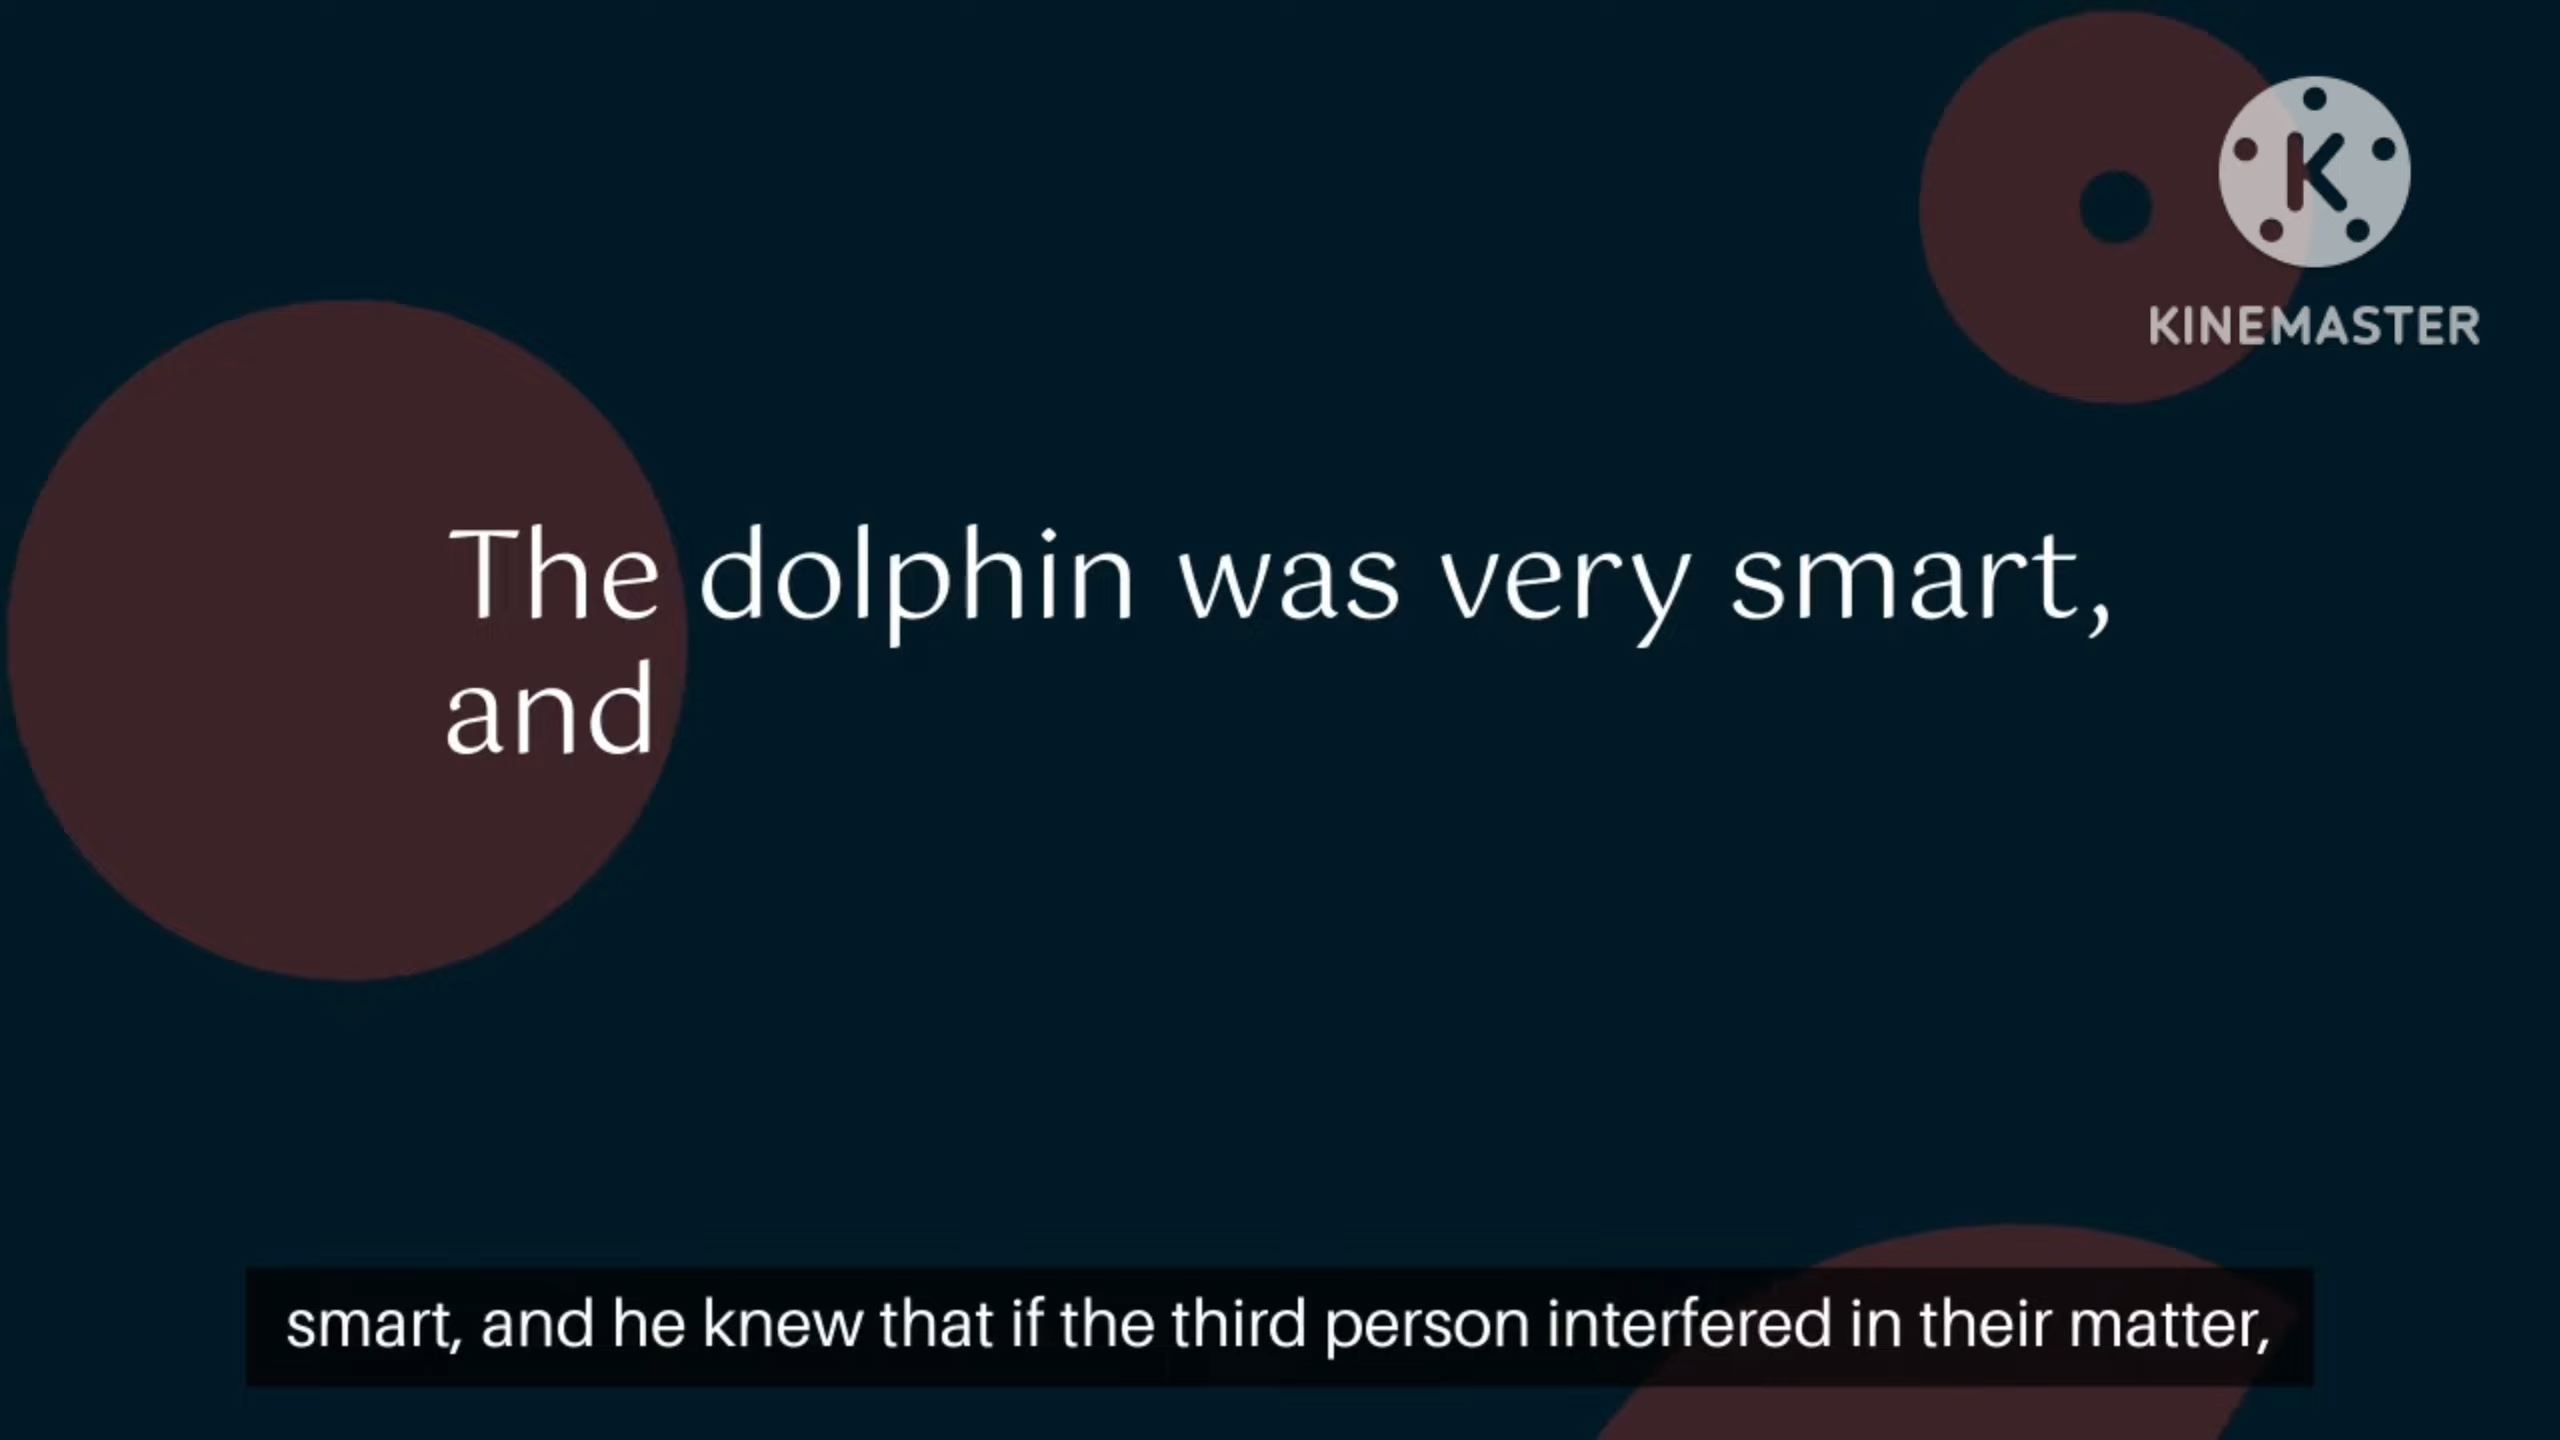 K
KINEMASTER
The dolphin was very smart,
and
smart, and he knew that if the third person interfered in their matter,